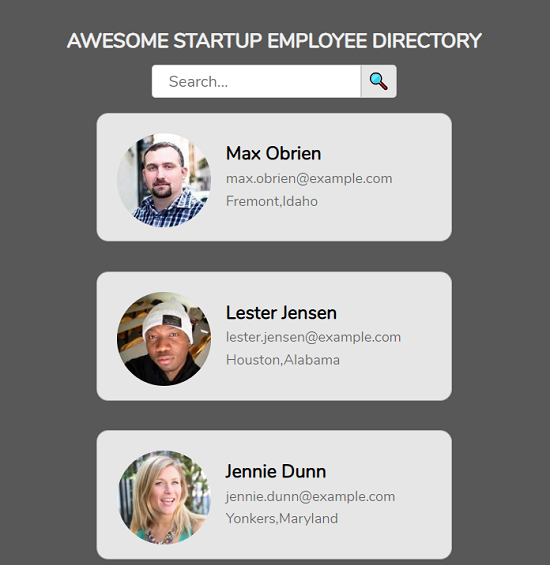 AWESOME STARTUP EMPLOYEE DIRECTORY
Search...
Max Obrien
max.obrien@example.com
Fremont,Idaho
Lester Jensen
lester.jensen@example.com
Houston,Alabama
Jennie Dunn
jennie.dunn@example.com
Yonkers,Maryland